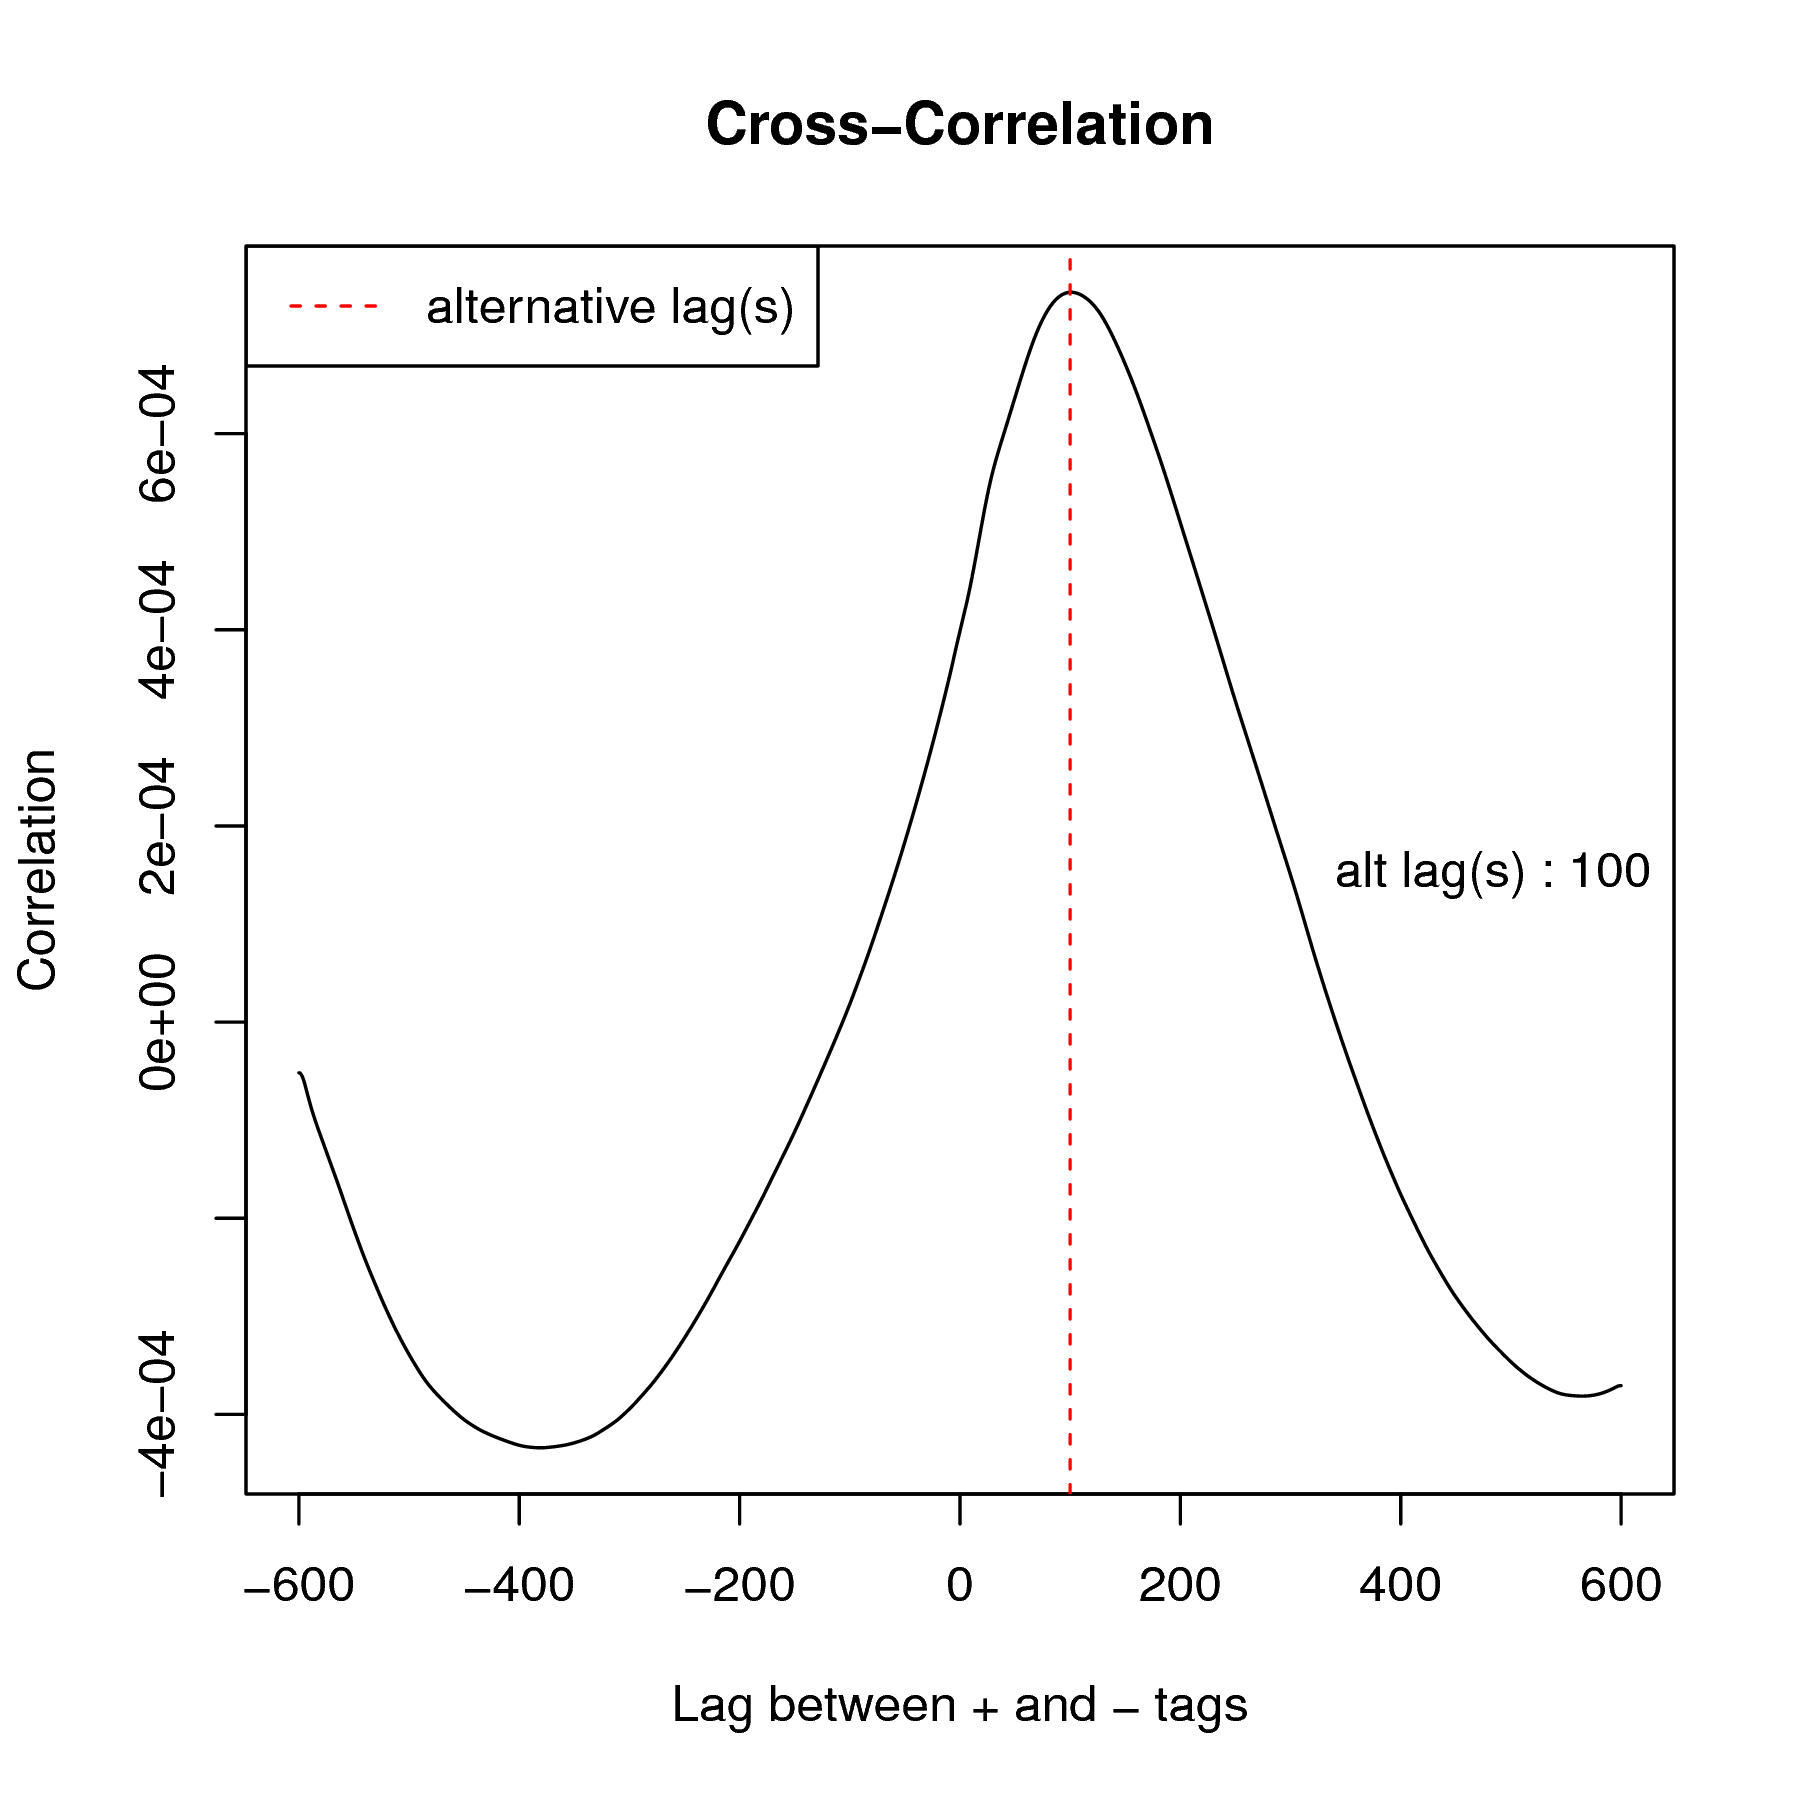 Cross−Correlation
alternative lag(s)
6e−04
4e−04
2e−04
0e+00
−4e−04
Correlation
alt lag(s) : 100
−600 −400 −200 0 200 400 600
Lag between + and − tags